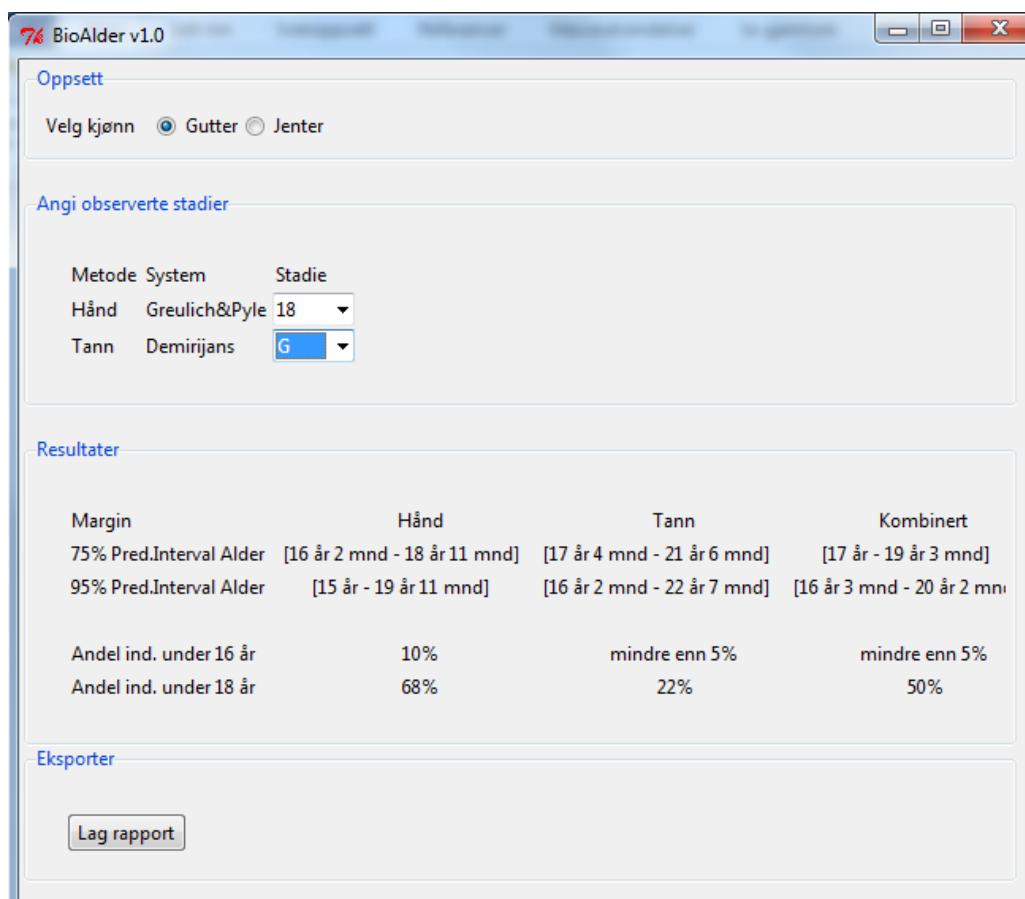 BioAlder v1.0
Oppsett
Velg kjønn Gutter Jenter
Angi observerte stadier
Metode System Stadie
Hånd Greulich&Pyle 18
Tann Demirijans G
Resultater
Margin Hånd Tann Kombinert
75% Pred.Interval Alder [16 år 2 mnd - 18 år 11 mnd] [17 år 4 mnd - 21 år 6 mnd] [17 år - 19 år 3 mnd]
95% Pred.Interval Alder [15 år - 19 år 11 mnd] [16 år 2 mnd - 22 år 7 mnd] [16 år 3 mnd - 20 år 2 mn
Andel ind. under 16 år 10% mindre enn 5% mindre enn 5%
Andel ind. under 18 år 68% 22% 50%
Eksporter
Lag rapport